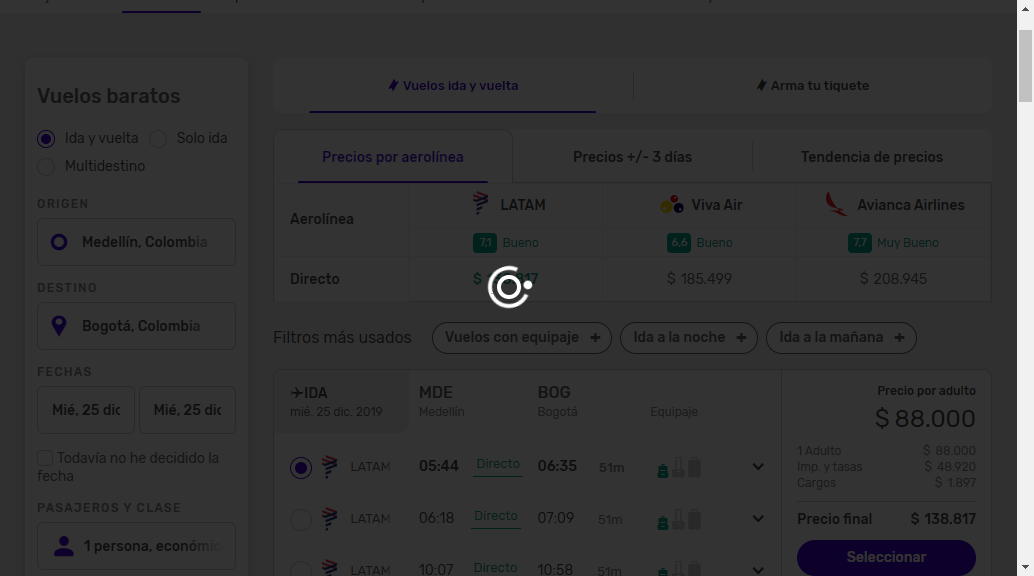 Vuelos baratos
Ida y vuelta
Solo ida
Multidestino
ORIGEN
Medellín, Colombia
DESTINO
Bogotá, Colombia
FECHAS
Mié, 25 dic
Mié, 25 dic
Todavía no he decidido la
fecha
PASAJEROS Y CLASE
1 persona, económic
Vuelos ida y vuelta
Arma tu tiquete
Precios por aerolínea
Precios +/- 3 días
Tendencia de precios
Aerolínea
LATAM
Viva Air
Avianca Airlines
7,1 Bueno
6,6 Bueno
7,7 Muy Bueno
Directo
$ 185.499
$ 208.945
Filtros más usados
Vuelos con equipaje +
Ida a la noche +
Ida a la mañana +
IDA
MDE
BOG
mié. 25 dic. 2019
Medellín
Bogotá
Equipaje
LATAM 05:44 Directo 06:35 51m
LATAM 06:18 Directo 07:09 51m
LATAM 10:07 Directo 10:58 51m
Precio por adulto
$ 88.000
1 Adulto $ 88.000
Imp. y tasas $ 48.920
Cargos $ 1.897
Precio final $ 138.817
Seleccionar